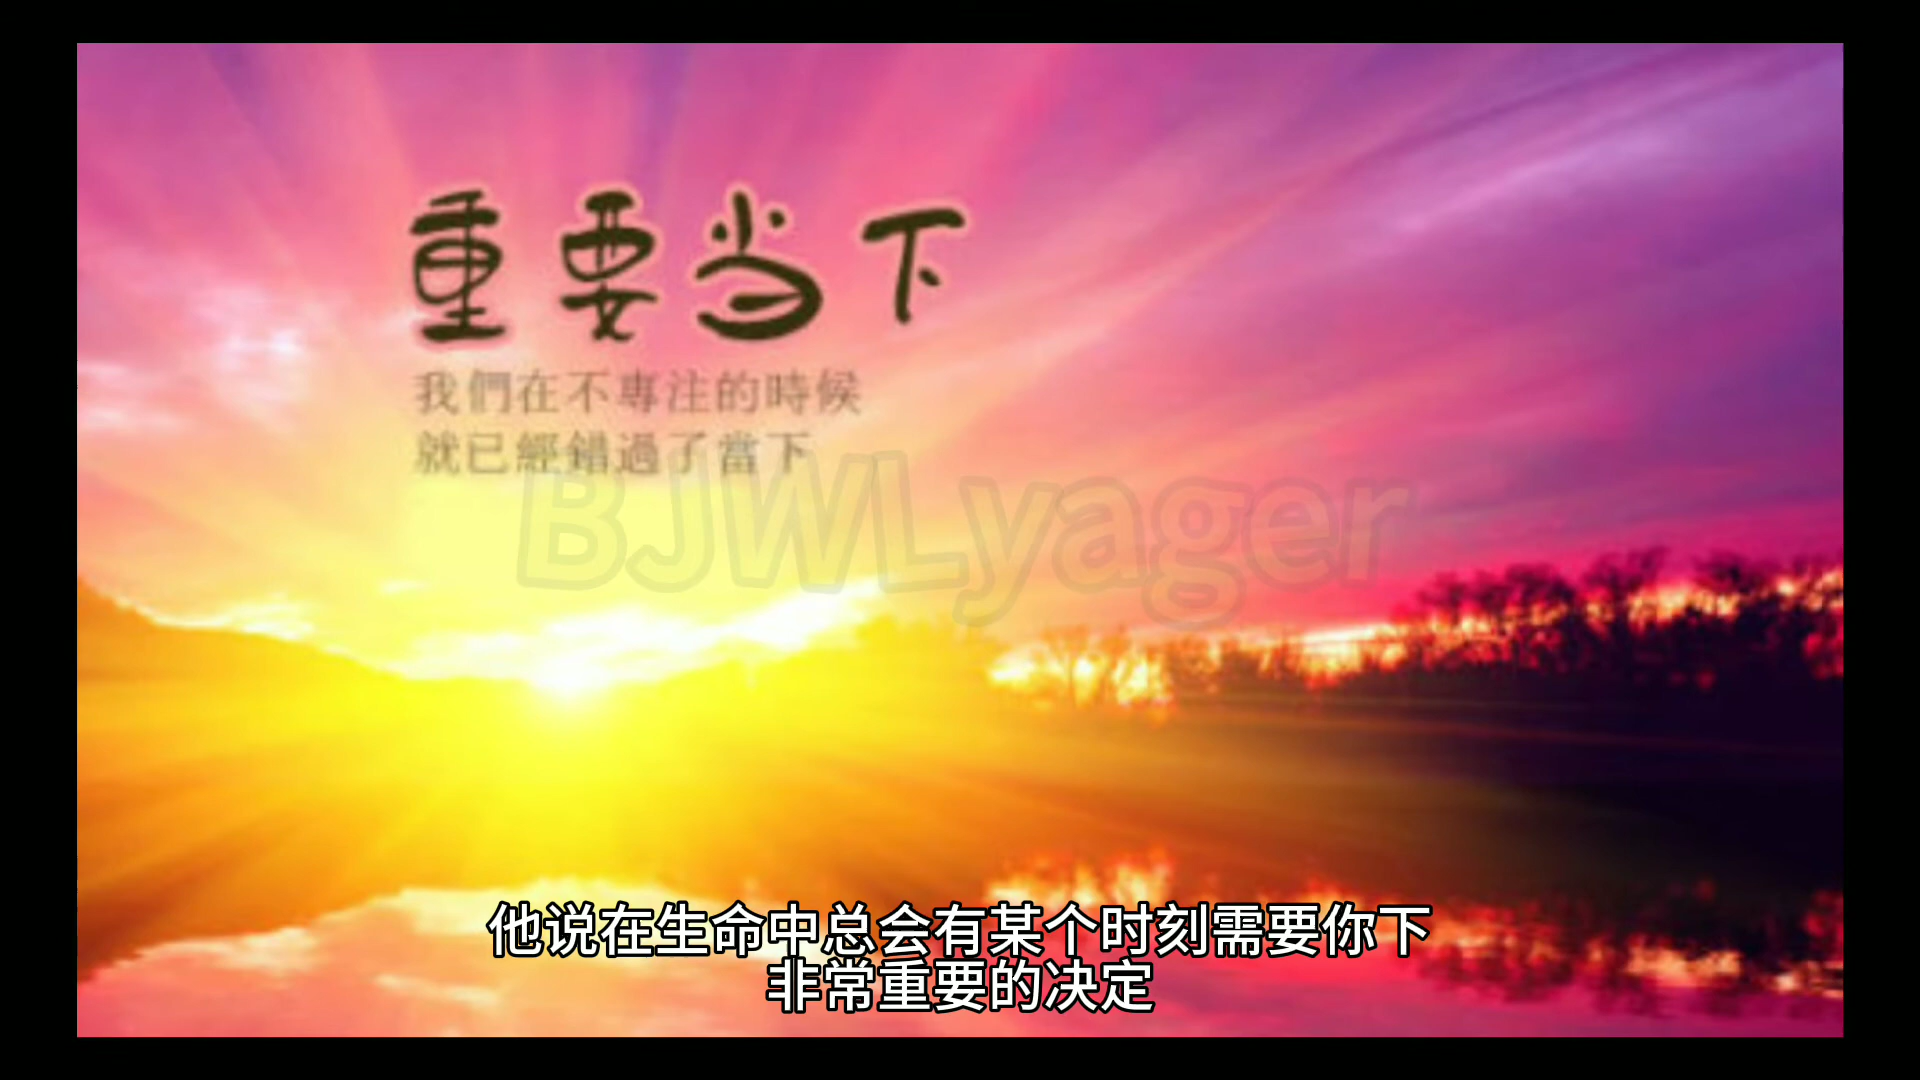 重要当下
我們在不專注的時候
就已經錯過了當下
BJWLyager
他说在生命中总会有某个时刻需要你下
非常重要的决定